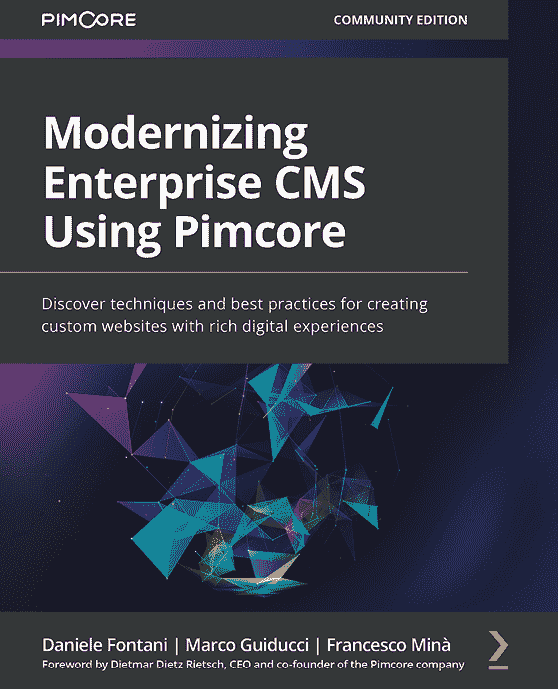 PIMCORE
COMMUNITY EDITION
Modernizing
Enterprise CMS
Using Pimcore
Discover techniques and best practices for creating
custom websites with rich digital experiences
Daniele Fontani | Marco Guiducci | Francesco Minà
Foreword by Dietmar Dietz Rietsch, CEO and co-founder of the Pimcore company